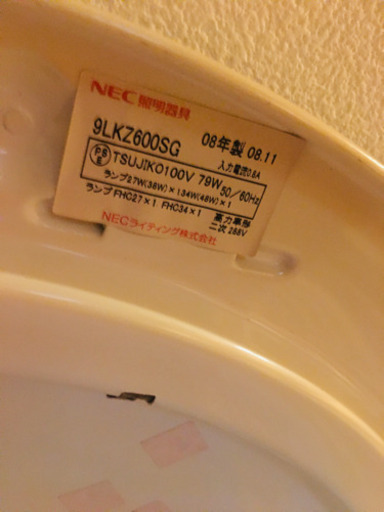 NEC 照明器具
9LKZ600SG 08年製 08.11
入力電流0.8A
PSE TSUJIKO100V 79W 50/60Hz
ランプ27W(38W)×1 34W(48W)×1
ランプ FHC27×1 FHC34×1 高力率形
二次 288V
NECライティング株式会社